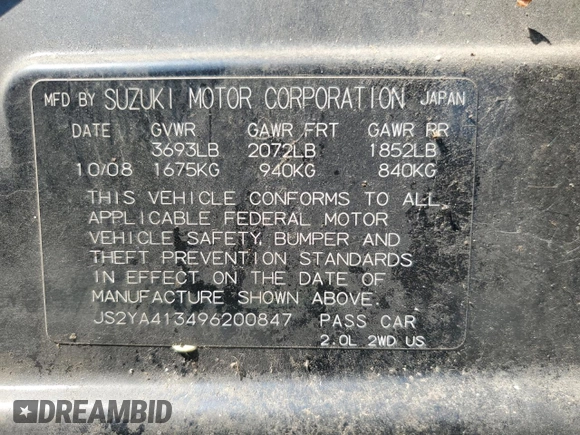 MFD BY SUZUKI MOTOR CORPORATION JAPAN
DATE GVWR GAWR FRT GAWR RR
3693LB 2072LB 1852LB
10/08 1675KG 940KG 840KG
THIS VEHICLE CONFORMS TO ALL
APPLICABLE FEDERAL MOTOR
VEHICLE SAFETY, BUMPER AND
THEFT PREVENTION STANDARDS
IN EFFECT ON THE DATE OF
MANUFACTURE SHOWN ABOVE.
JS2YA413496200847 PASS CAR
2.0L 2WD US
DREAMBID